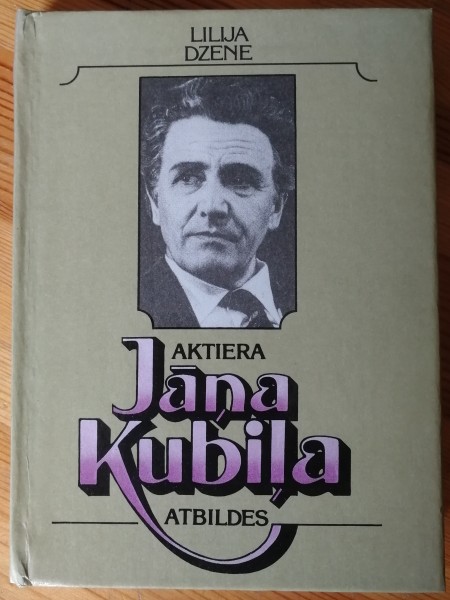 LILIJA
DZENE
AKTIERA
Jāņa
Kubiļa
ATBILDES